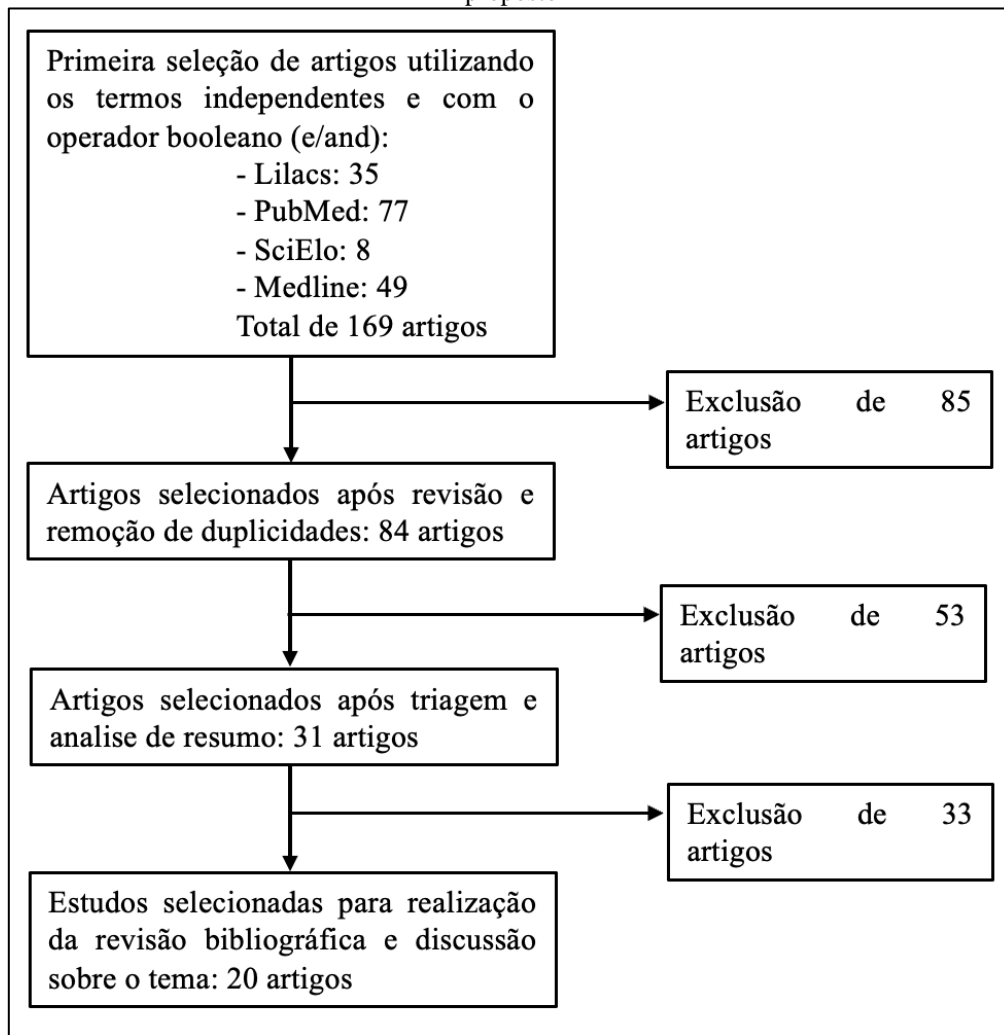 proposto
Primeira seleção de artigos utilizando
os termos independentes e com o
operador booleano (e/and):
- Lilacs: 35
- PubMed: 77
- SciElo: 8
- Medline: 49
Total de 169 artigos
Exclusão de 85
artigos
Artigos selecionados após revisão e
remoção de duplicidades: 84 artigos
Exclusão de 53
artigos
Artigos selecionados após triagem e
analise de resumo: 31 artigos
Exclusão de 33
artigos
Estudos selecionadas para realização
da revisão bibliográfica e discussão
sobre o tema: 20 artigos